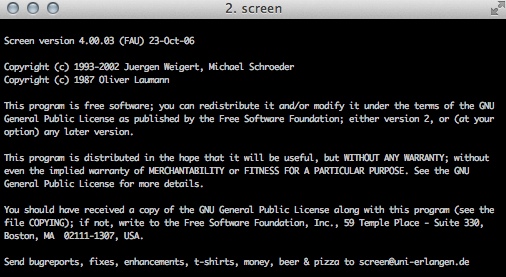 2. screen
Screen version 4.00.03 (FAU) 23-Oct-06
Copyright (c) 1993-2002 Juergen Weigert, Michael Schroeder
Copyright (c) 1987 Oliver Laumann
This program is free software; you can redistribute it and/or modify it under the terms of the GNU
General Public License as published by the Free Software Foundation; either version 2, or (at your
option) any later version.
This program is distributed in the hope that it will be useful, but WITHOUT ANY WARRANTY; without
even the implied warranty of MERCHANTABILITY or FITNESS FOR A PARTICULAR PURPOSE. See the GNU
General Public License for more details.
You should have received a copy of the GNU General Public License along with this program (see the
file COPYING); if not, write to the Free Software Foundation, Inc., 59 Temple Place - Suite 330,
Boston, MA  02111-1307, USA.
Send bugreports, fixes, enhancements, t-shirts, money, beer & pizza to screen@uni-erlangen.de